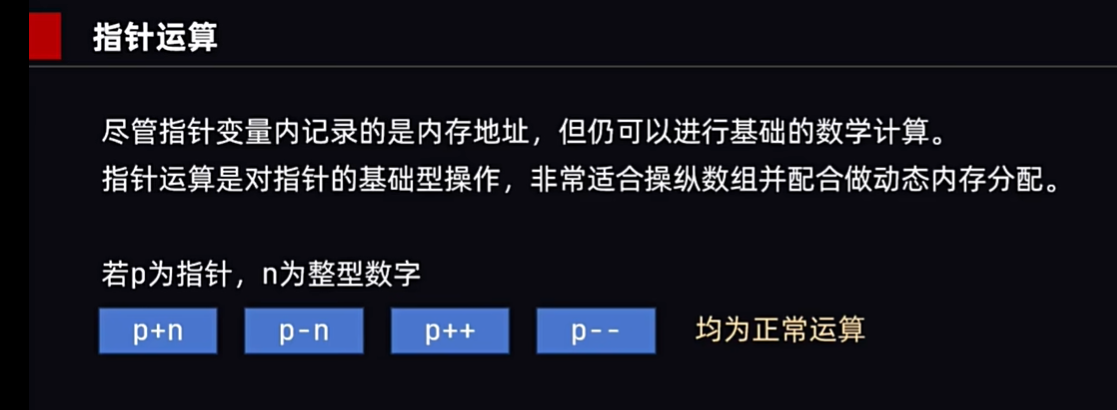 指针运算
尽管指针变量内记录的是内存地址，但仍可以进行基础的数学计算。
指针运算是对指针的基础型操作，非常适合操纵数组并配合做动态内存分配。
若p为指针，n为整型数字
p+n p-n p++ p-- 均为正常运算